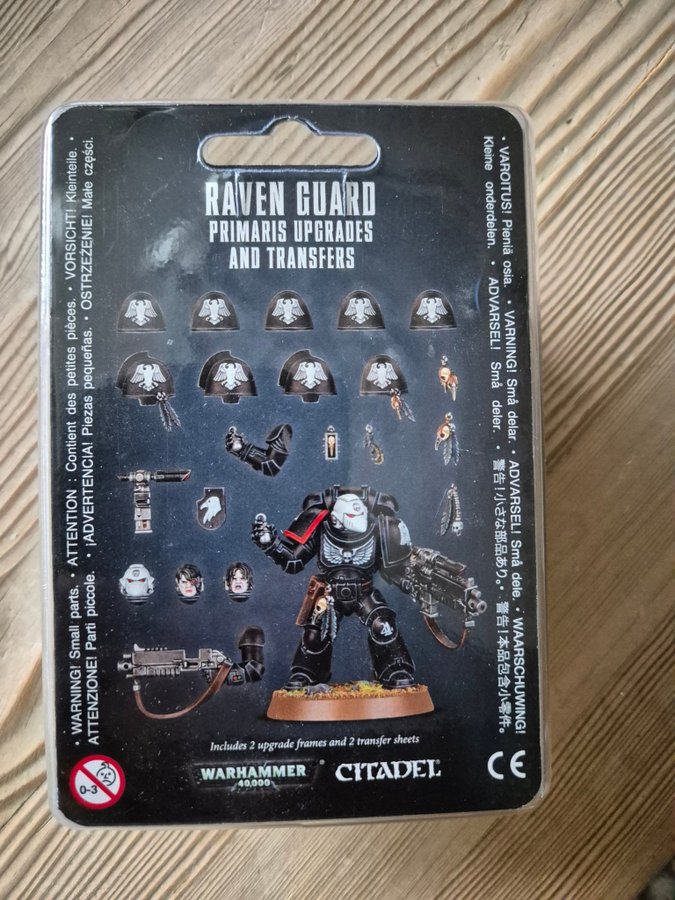 RAVEN GUARD
PRIMARIS UPGRADES
AND TRANSFERS
• WARNING! Small parts. • ATTENTION : Contient des petites pièces. • VORSICHT! Kleinteile. •
ATTENZIONE! Parti piccole. • ¡ADVERTENCIA! Piezas pequeñas. • OSTRZEŻENIE! Małe części.
• VAROITUS! Pieniä osia. • VARNING! Små delar. • ADVARSEL! Små dele. • WAARSCHUWING!
Kleine onderdelen. • ADVARSEL! Små deler. • 警告!小さな部品あり。• 警告!本品包含小零件。
Includes 2 upgrade frames and 2 transfer sheets
WARHAMMER
40,000
CITADEL
0-3
CE